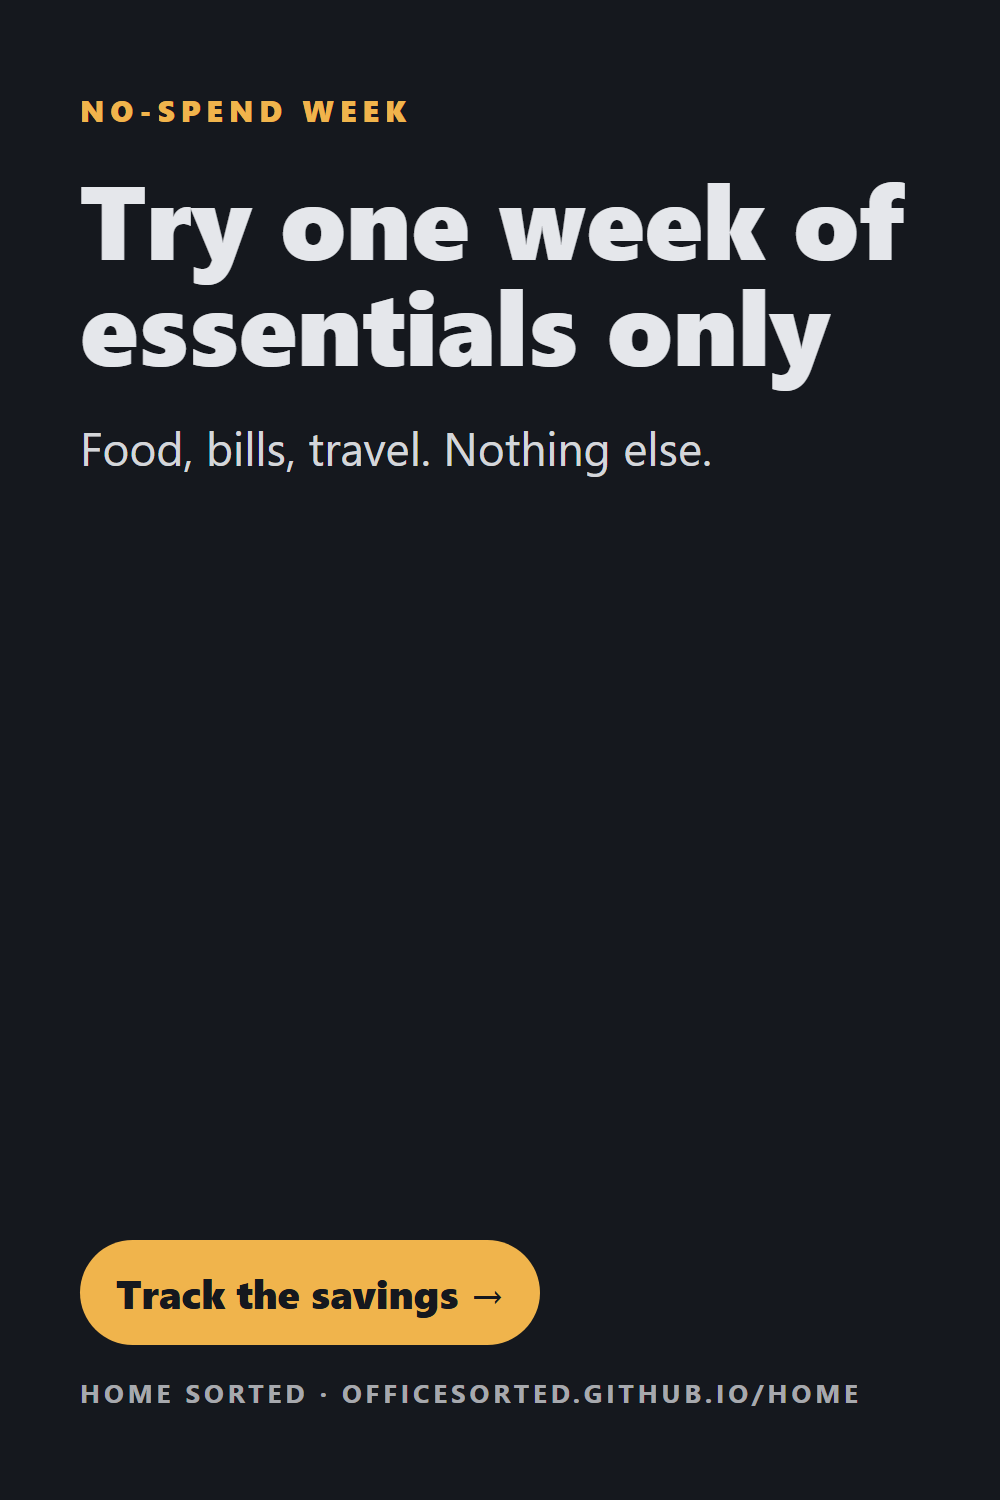 NO-SPEND WEEK
Try one week of
essentials only
Food, bills, travel. Nothing else.
Track the savings →
HOME SORTED · OFFICESORTED.GITHUB.IO/HOME